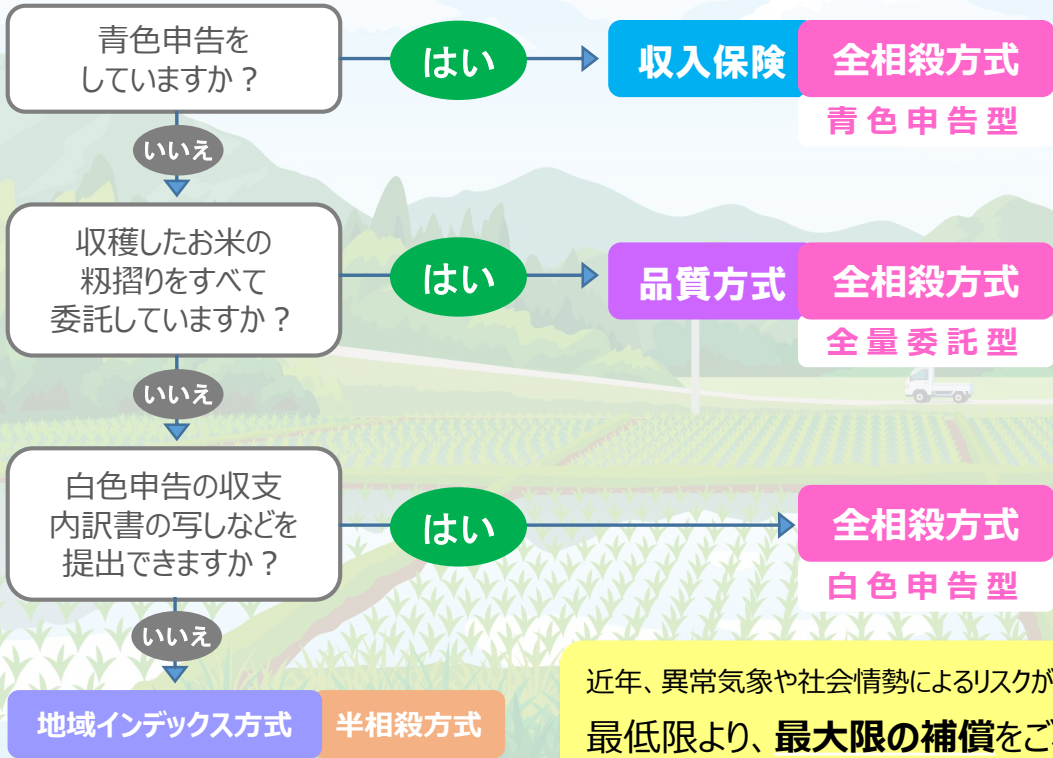 青色申告を
していますか？
はい
収入保険
全相殺方式
青色申告型
いいえ
収穫したお米の
籾摺りをすべて
委託していますか？
はい
品質方式
全相殺方式
全量委託型
いいえ
白色申告の収支
内訳書の写しなどを
提出できますか？
はい
全相殺方式
白色申告型
いいえ
地域インデックス方式
半相殺方式
近年、異常気象や社会情勢によるリスクが
最低限より、最大限の補償をご